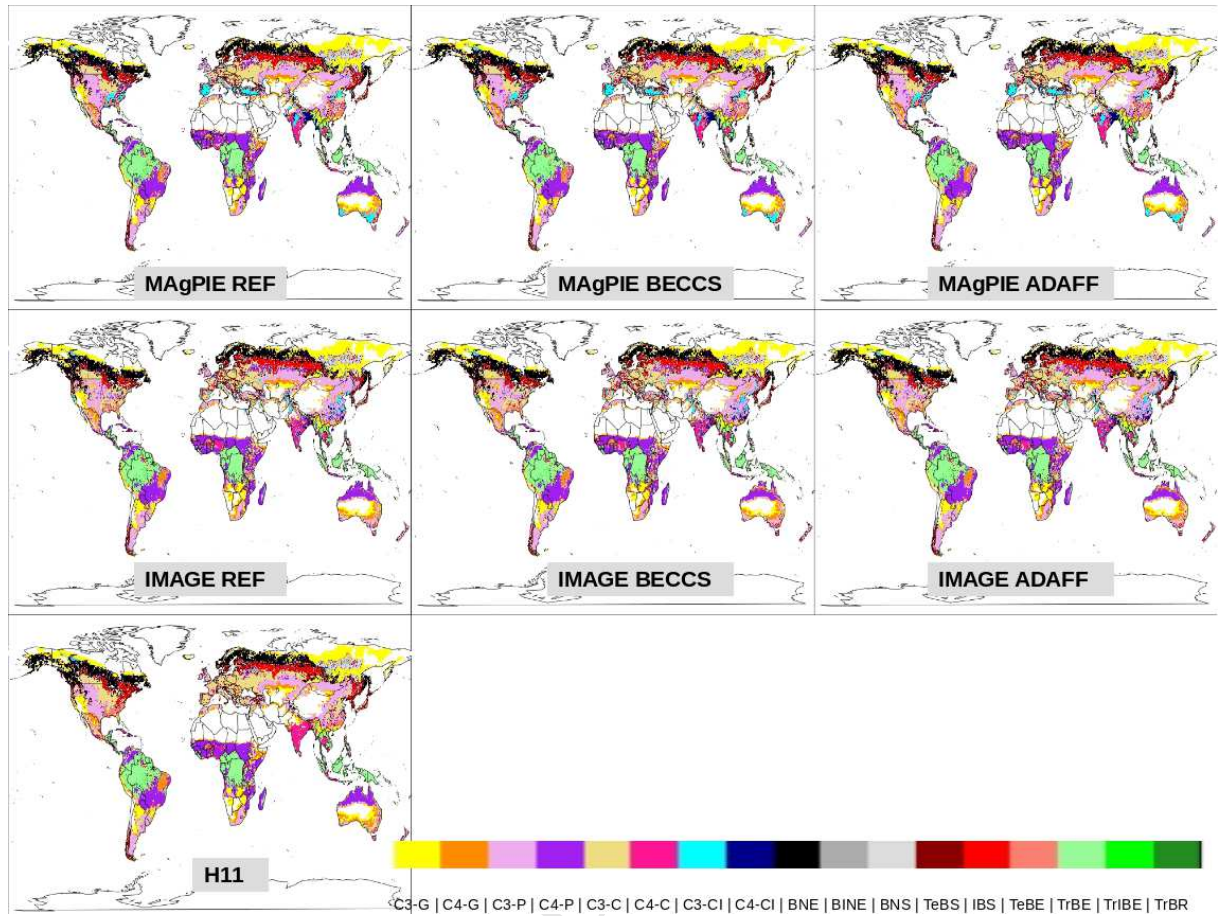 MAgPIE REF
MAgPIE BECCS
MAgPIE ADAFF
IMAGE REF
IMAGE BECCS
IMAGE ADAFF
H11
C3-G | C4-G | C3-P | C4-P | C3-C | C4-C | C3-CI | C4-CI | BNE | BINE | BNS | TeBS | IBS | TeBE | TrBE | TrIBE | TrBR